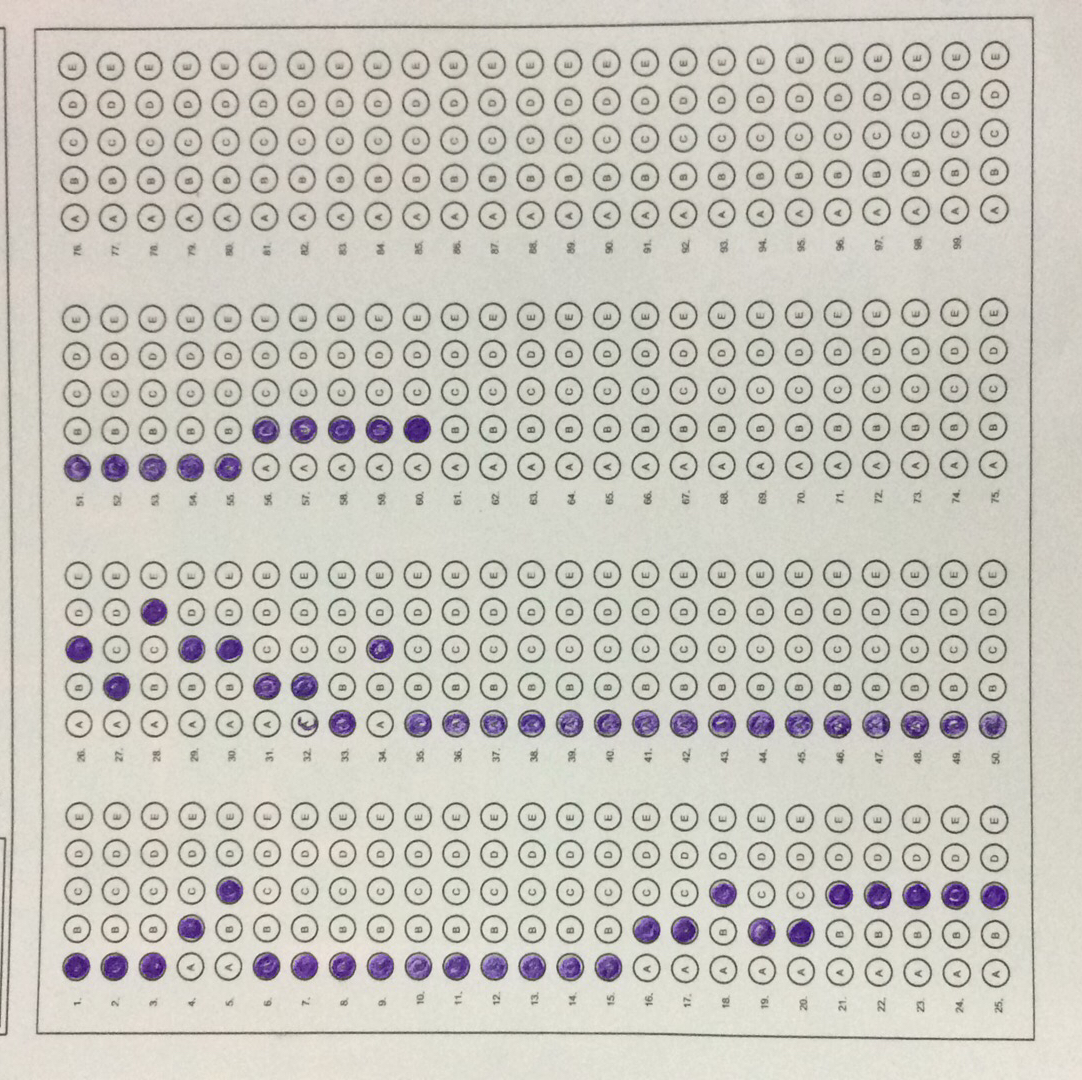 1. B C D E
2. B C D E
3. B C D E
4. A C D E
5. A B D E
6. B C D E
7. B C D E
8. B C D E
9. B C D E
10. B C D E
11. B C D E
12. B C D E
13. B C D E
14. B C D E
15. B C D E
16. A C D E
17. A C D E
18. A B D E
19. A C D E
20. A C D E
21. A B D E
22. A B D E
23. A B D E
24. A B D E
25. A B D E
26. A B D E
27. A C D E
28. A B C E
29. A B D E
30. A B D E
31. A C D E
32. C D E
33. B C D E
34. A B D E
35. B C D E
36. B C D E
37. B C D E
38. B C D E
39. B C D E
40. B C D E
41. B C D E
42. B C D E
43. B C D E
44. B C D E
45. B C D E
46. B C D E
47. B C D E
48. B C D E
49. B C D E
50. B C D E
51. B C D E
52. B C D E
53. B C D E
54. B C D E
55. B C D E
56. A C D E
57. A C D E
58. A C D E
59. A C D E
60. A C D E
61. A B C D E
62. A B C D E
63. A B C D E
64. A B C D E
65. A B C D E
66. A B C D E
67. A B C D E
68. A B C D E
69. A B C D E
70. A B C D E
71. A B C D E
72. A B C D E
73. A B C D E
74. A B C D E
75. A B C D E
76. A B C D E
77. A B C D E
78. A B C D E
79. A B C D E
80. A B C D E
81. A B C D E
82. A B C D E
83. A B C D E
84. A B C D E
85. A B C D E
86. A B C D E
87. A B C D E
88. A B C D E
89. A B C D E
90. A B C D E
91. A B C D E
92. A B C D E
93. A B C D E
94. A B C D E
95. A B C D E
96. A B C D E
97. A B C D E
98. A B C D E
99. A B C D E
A B C D E